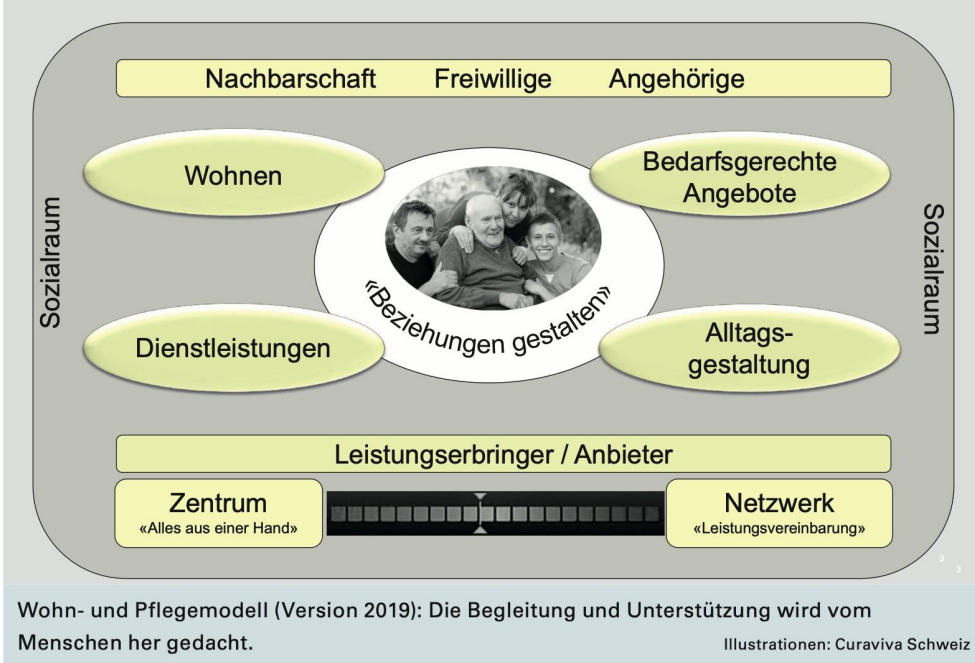 Nachbarschaft Freiwillige Angehörige
Sozialraum
Wohnen
Bedarfsgerechte
Angebote
Sozialraum
«Beziehungen gestalten»
Dienstleistungen
Alltags-
gestaltung
Leistungserbringer / Anbieter
Zentrum
«Alles aus einer Hand»
Netzwerk
«Leistungsvereinbarung»
3
3
Wohn- und Pflegemodell (Version 2019): Die Begleitung und Unterstützung wird vom
Menschen her gedacht.
Illustrationen: Curaviva Schweiz